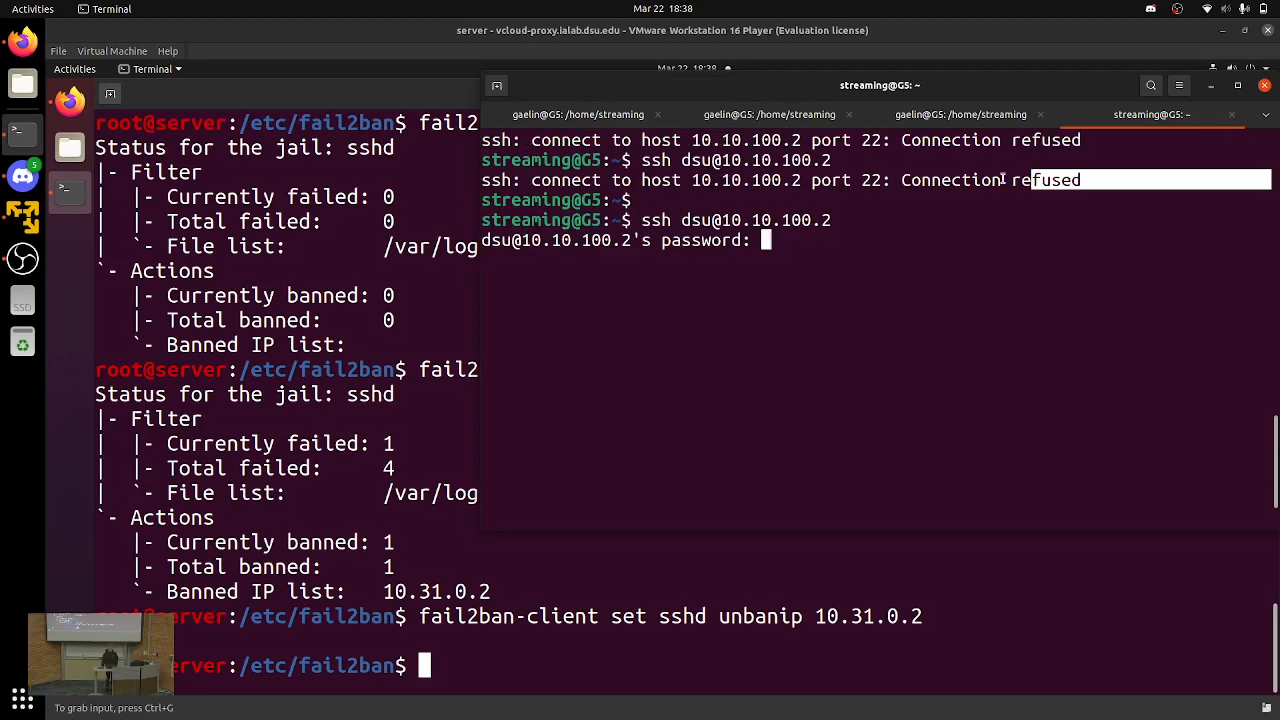 Activities
Terminal
Mar 22 18:38
server - vcloud-proxy.ialab.dsu.edu - VMware Workstation 16 Player (Evaluation license)
File
Virtual Machine
Help
Activities
Terminal
Mar 22 18:38
streaming@G5: ~
gaelin@G5: /home/streaming
gaelin@G5: /home/streaming
gaelin@G5: /home/streaming
streaming@G5: ~
ssh: connect to host 10.10.100.2 port 22: Connection refused
streaming@G5:~$ ssh dsu@10.10.100.2
ssh: connect to host 10.10.100.2 port 22: Connection refused
streaming@G5:~$
streaming@G5:~$ ssh dsu@10.10.100.2
dsu@10.10.100.2's password:
root@server:/etc/fail2ban$ fail2
Status for the jail: sshd
|- Filter
|  |- Currently failed: 0
|  |- Total failed:     0
|  `- File list:        /var/log
`- Actions
   |- Currently banned: 0
   |- Total banned:     0
   `- Banned IP list:
root@server:/etc/fail2ban$ fail2
Status for the jail: sshd
|- Filter
|  |- Currently failed: 1
|  |- Total failed:     4
|  `- File list:        /var/log
`- Actions
   |- Currently banned: 1
   |- Total banned:     1
   `- Banned IP list:   10.31.0.2
root@server:/etc/fail2ban$ fail2ban-client set sshd unbanip 10.31.0.2
server:/etc/fail2ban$
5
SSD
To grab input, press Ctrl+G